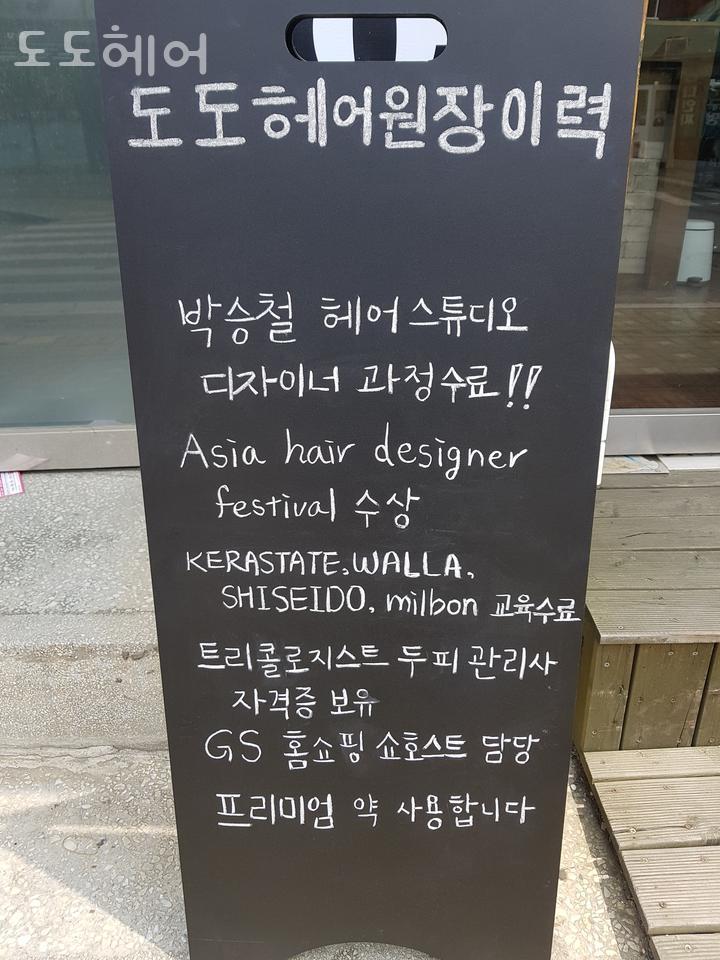 도도헤어
도도헤어원장이력
박승철 헤어스튜디오
디자이너 과정수료!!
Asia hair designer
festival 수상
KERASTATE, WALLA,
SHISEIDO, milbon 교육수료
트리콜로지스트 두피 관리사
자격증 보유
GS 홈쇼핑 쇼호스트 담당
프리미엄 약 사용합니다